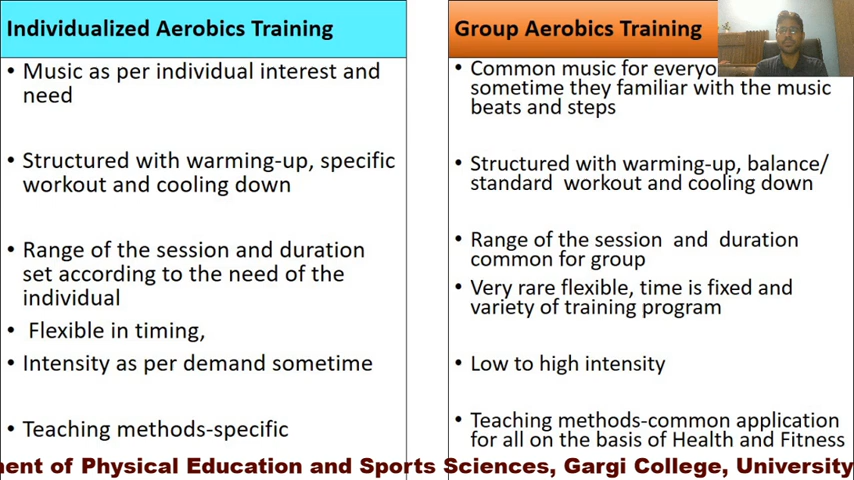 Individualized Aerobics Training
• Music as per individual interest and
need
• Structured with warming-up, specific
workout and cooling down
• Range of the session and duration
set according to the need of the
individual
• Flexible in timing,
• Intensity as per demand sometime
• Teaching methods-specific
Group Aerobics Training
• Common music for
sometime they familiar with the music
beats and steps
• Structured with warming-up, balance/
standard workout and cooling down
• Range of the session and duration
common for group
• Very rare flexible, time is fixed and
variety of training program
• Low to high intensity
• Teaching methods-common application
for all on the basis of Health and Fitness
of Physical Education and Sports Sciences, Gargi College, University